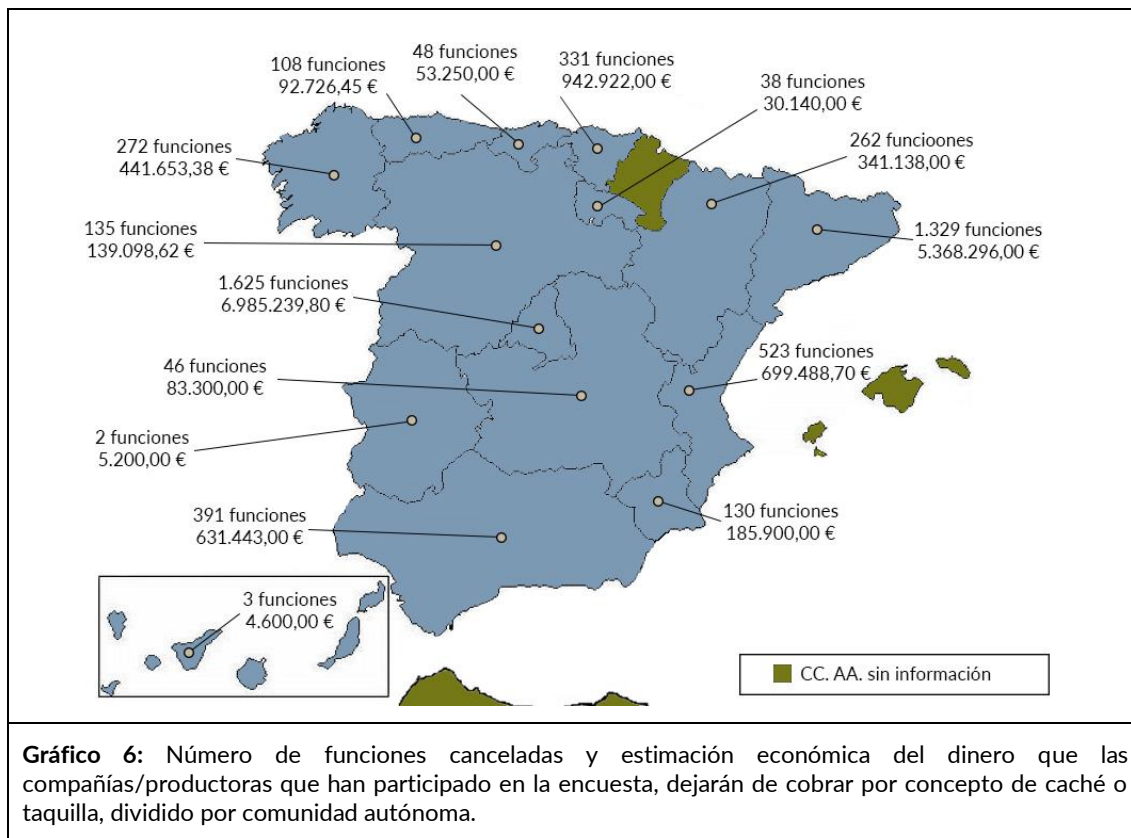 48 funciones
53.250,00 €
331 funciones
942.922,00 €
108 funciones
92.726,45 €
38 funciones
30.140,00 €
272 funciones
441.653,38 €
262 funcioones
341.138,00 €
135 funciones
139.098,62 €
1.329 funciones
5.368.296,00 €
1.625 funciones
6.985.239,80 €
46 funciones
83.300,00 €
523 funciones
699.488,70 €
2 funciones
5.200,00 €
391 funciones
631.443,00 €
130 funciones
185.900,00 €
3 funciones
4.600,00 €
CC. AA. sin información
Gráfico 6: Número de funciones canceladas y estimación económica del dinero que las
compañías/productoras que han participado en la encuesta, dejarán de cobrar por concepto de caché o
taquilla, dividido por comunidad autónoma.